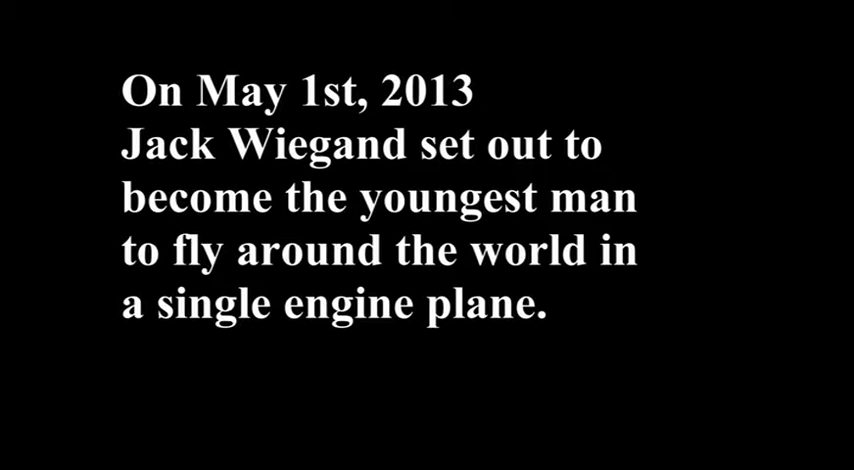 On May 1st, 2013
Jack Wiegand set out to
become the youngest man
to fly around the world in
a single engine plane.